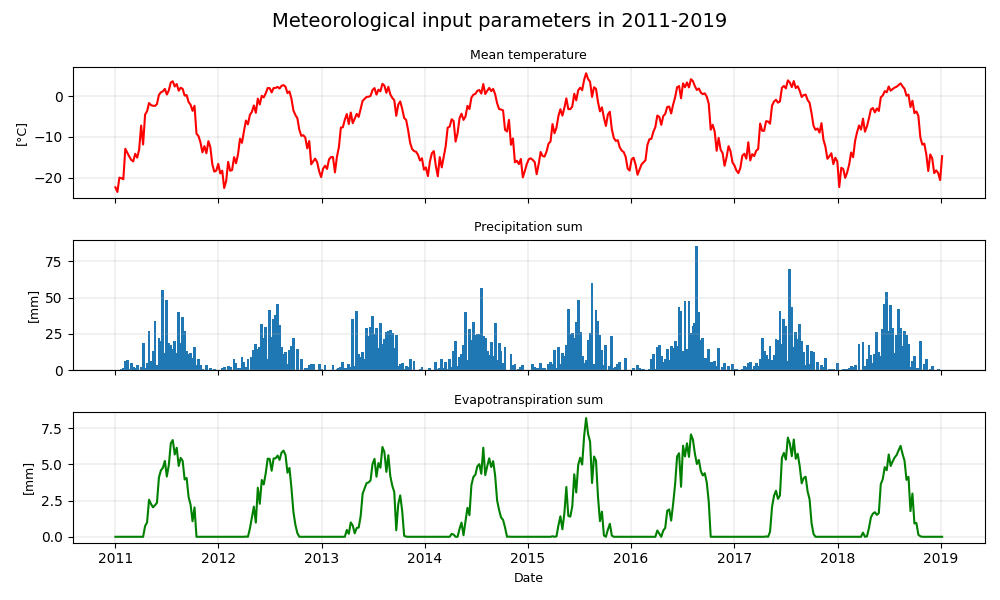 Meteorological input parameters in 2011-2019
Mean temperature
0
−10
−20
[°C]
Precipitation sum
75
50
25
0
[mm]
Evapotranspiration sum
7.5
5.0
2.5
0.0
[mm]
2011 2012 2013 2014 2015 2016 2017 2018 2019
Date